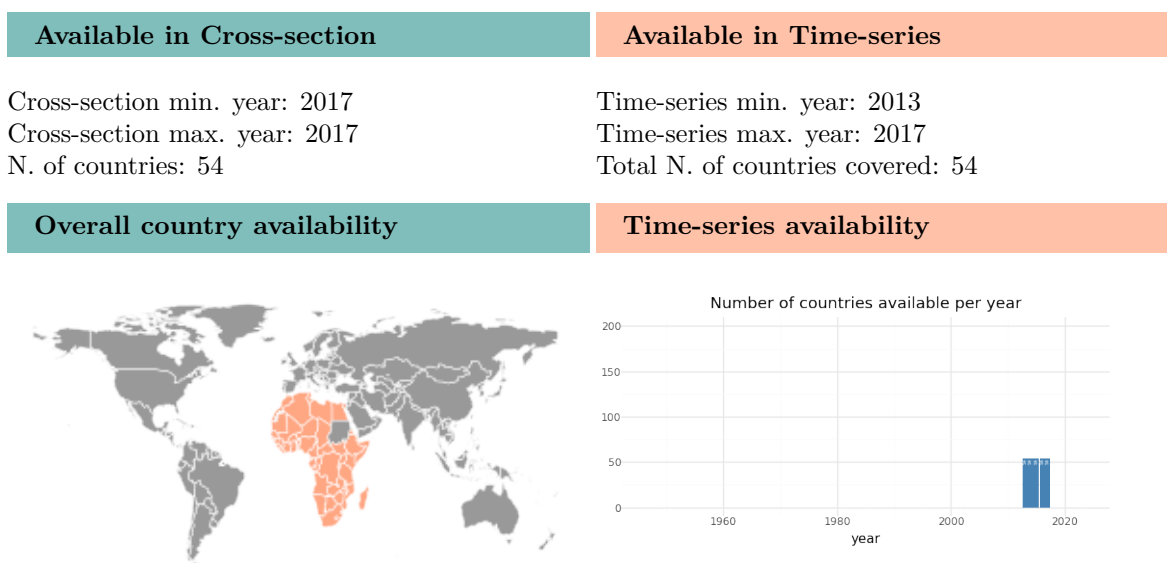 Available in Cross-section
Available in Time-series
Cross-section min. year: 2017
Cross-section max. year: 2017
N. of countries: 54
Time-series min. year: 2013
Time-series max. year: 2017
Total N. of countries covered: 54
Overall country availability
Time-series availability
Number of countries available per year
200
150
100
50
0
1960 1980 2000 2020
year